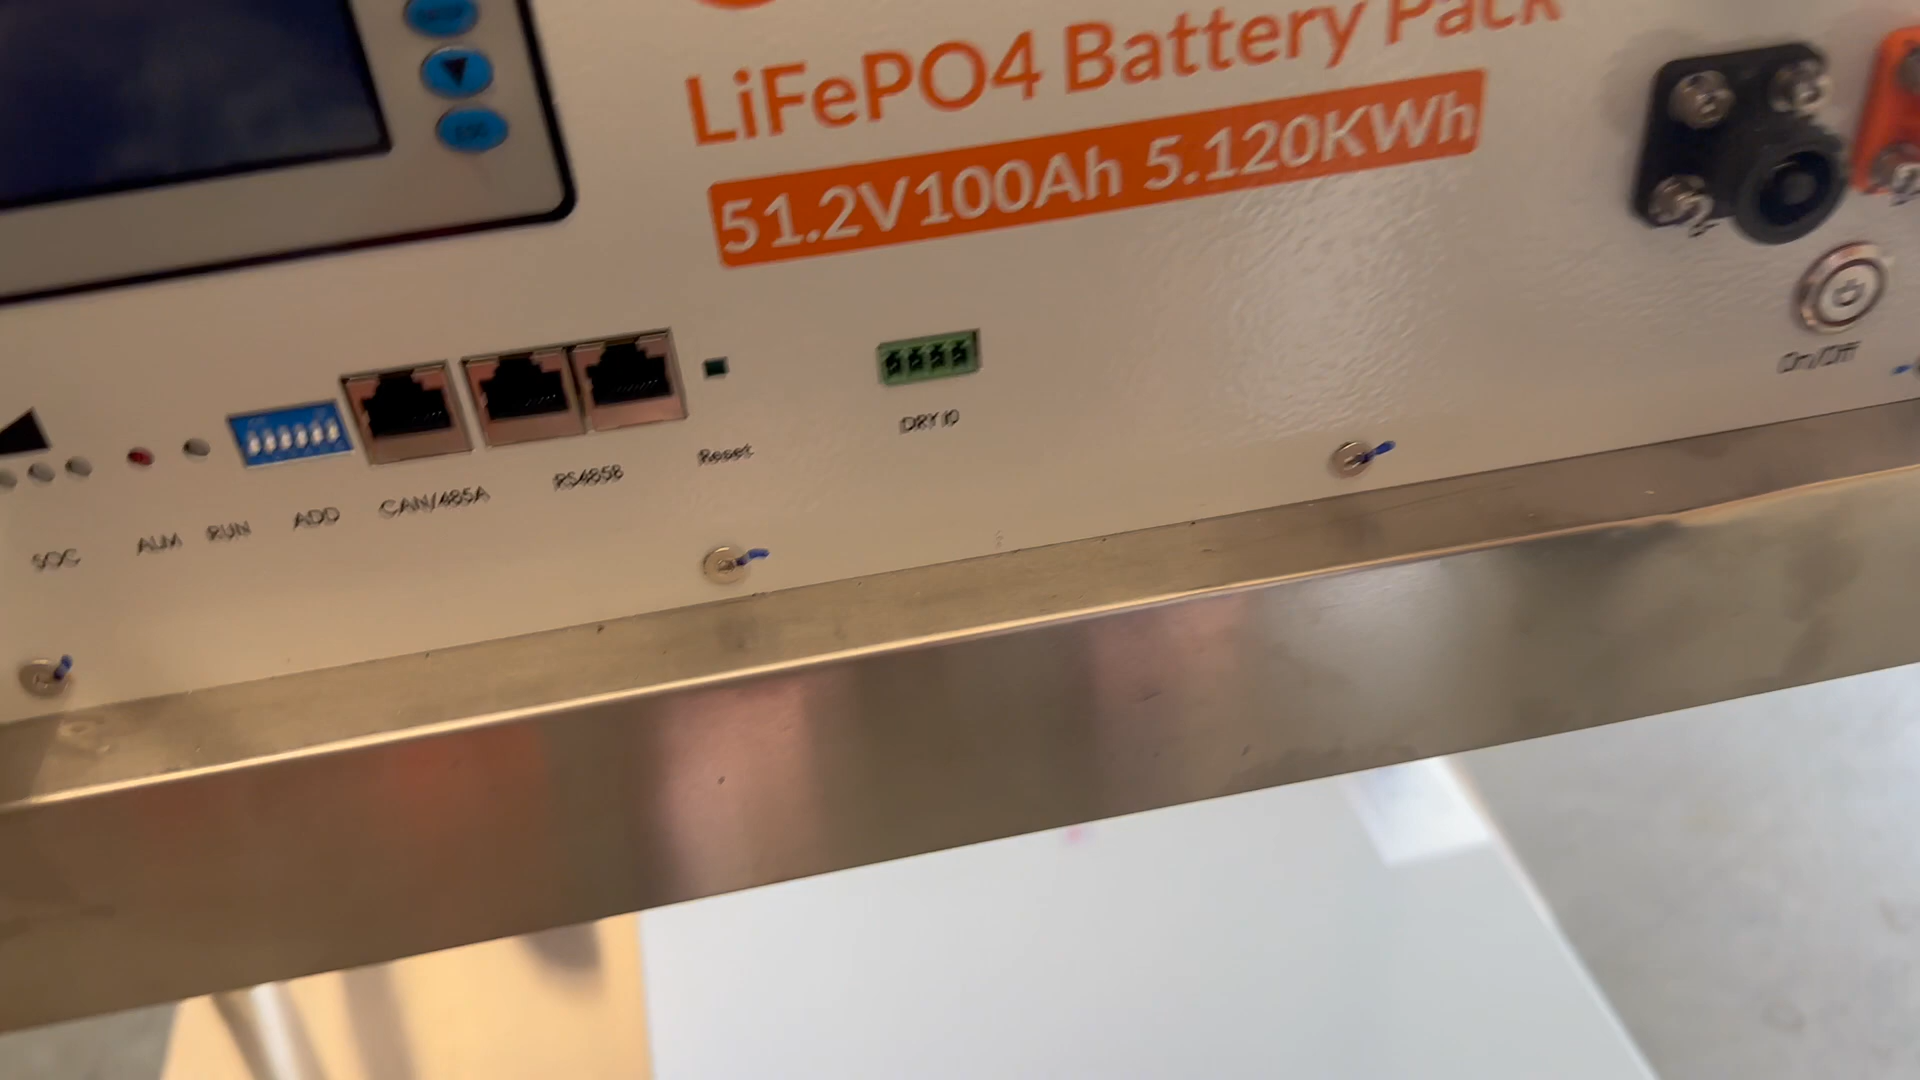 LiFePO4 Battery Pack
51.2V100Ah 5.120KWh
ESC
On/Off
DRY IO
Reset
RS485B
CAN/485A
ADD
RUN
ALM
SOC